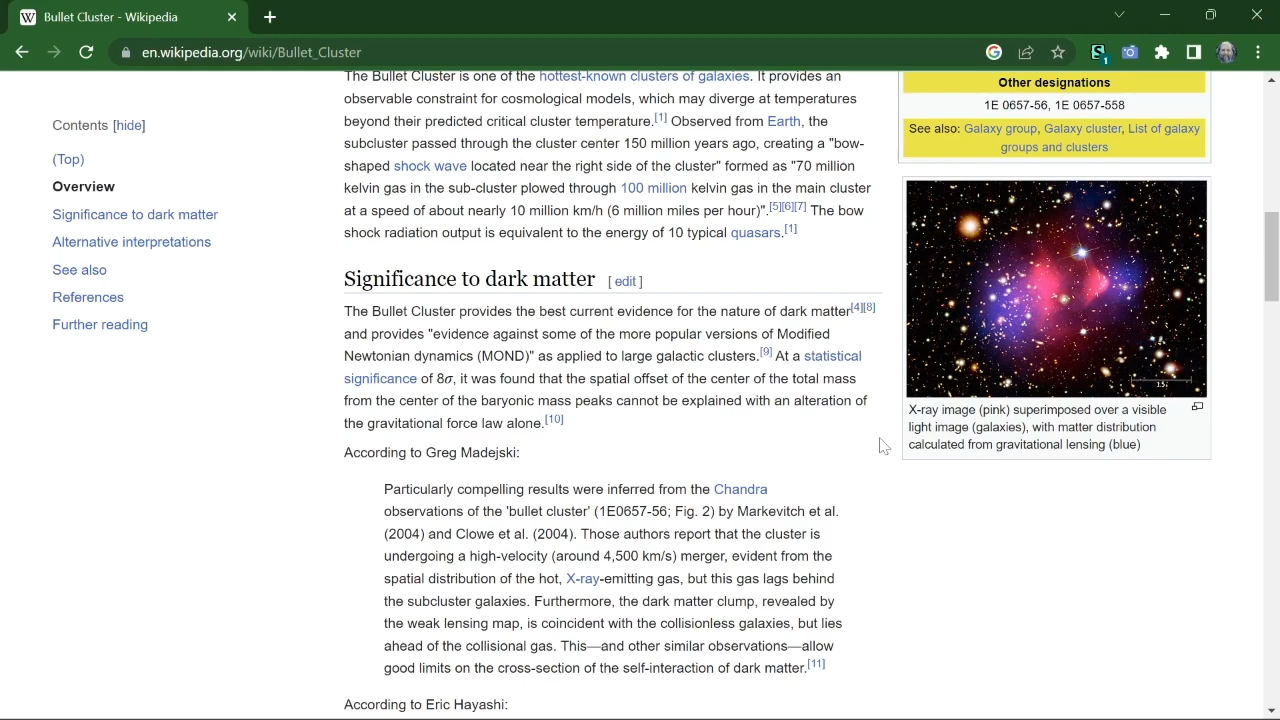 Bullet Cluster - Wikipedia
en.wikipedia.org/wiki/Bullet_Cluster
1
Contents [hide]
(Top)
Overview
Significance to dark matter
Alternative interpretations
See also
References
Further reading
The Bullet Cluster is one of the hottest-known clusters of galaxies. It provides an
observable constraint for cosmological models, which may diverge at temperatures
beyond their predicted critical cluster temperature.[1] Observed from Earth, the
subcluster passed through the cluster center 150 million years ago, creating a "bow-
shaped shock wave located near the right side of the cluster" formed as "70 million
kelvin gas in the sub-cluster plowed through 100 million kelvin gas in the main cluster
at a speed of about nearly 10 million km/h (6 million miles per hour)".[5][6][7] The bow
shock radiation output is equivalent to the energy of 10 typical quasars.[1]
Significance to dark matter [ edit ]
The Bullet Cluster provides the best current evidence for the nature of dark matter[4][8]
and provides "evidence against some of the more popular versions of Modified
Newtonian dynamics (MOND)" as applied to large galactic clusters.[9] At a statistical
significance of 8σ, it was found that the spatial offset of the center of the total mass
from the center of the baryonic mass peaks cannot be explained with an alteration of
the gravitational force law alone.[10]
According to Greg Madejski:
Particularly compelling results were inferred from the Chandra
observations of the 'bullet cluster' (1E0657-56; Fig. 2) by Markevitch et al.
(2004) and Clowe et al. (2004). Those authors report that the cluster is
undergoing a high-velocity (around 4,500 km/s) merger, evident from the
spatial distribution of the hot, X-ray-emitting gas, but this gas lags behind
the subcluster galaxies. Furthermore, the dark matter clump, revealed by
the weak lensing map, is coincident with the collisionless galaxies, but lies
ahead of the collisional gas. This—and other similar observations—allow
good limits on the cross-section of the self-interaction of dark matter.[11]
According to Eric Hayashi:
Other designations
1E 0657-56, 1E 0657-558
See also: Galaxy group, Galaxy cluster, List of galaxy
groups and clusters
X-ray image (pink) superimposed over a visible
light image (galaxies), with matter distribution
calculated from gravitational lensing (blue)